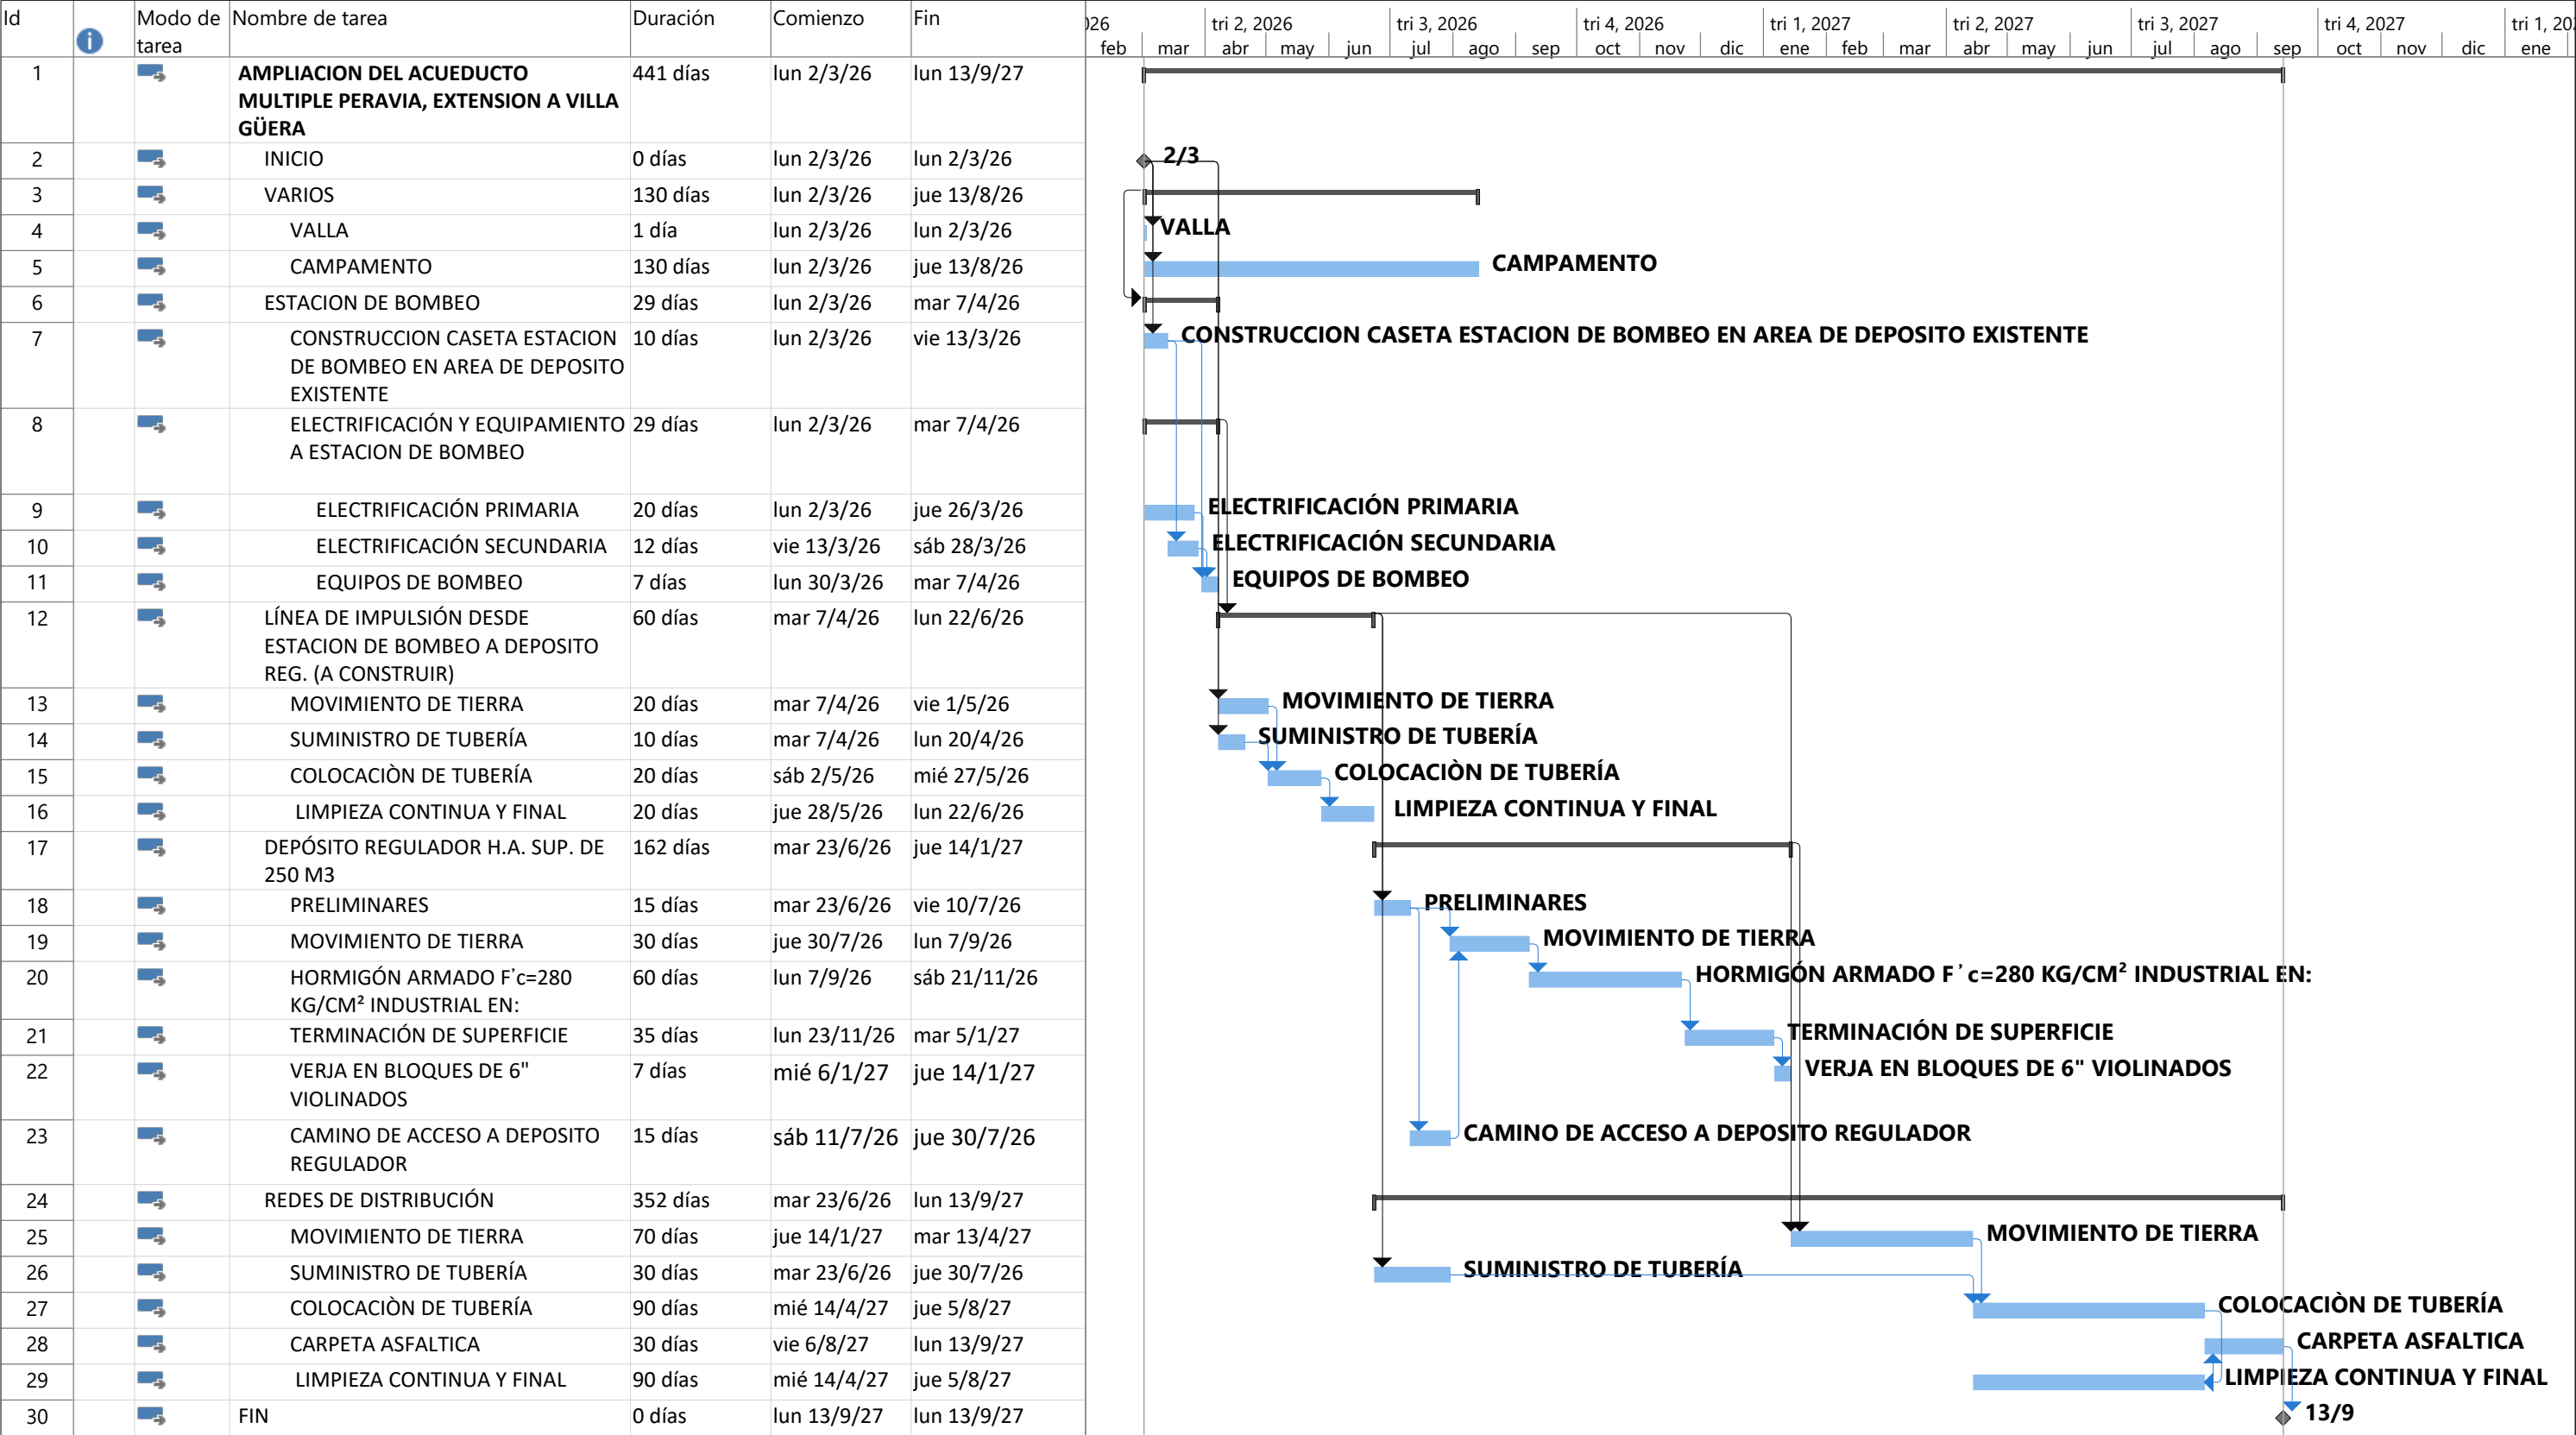 Id Modo de tarea Nombre de tarea Duración Comienzo Fin
026 tri 2, 2026 tri 3, 2026 tri 4, 2026 tri 1, 2027 tri 2, 2027 tri 3, 2027 tri 4, 2027 tri 1, 20
feb mar abr may jun jul ago sep oct nov dic ene feb mar abr may jun jul ago sep oct nov dic ene
1 AMPLIACION DEL ACUEDUCTO 441 días lun 2/3/26 lun 13/9/27
MULTIPLE PERAVIA, EXTENSION A VILLA
GÜERA
2 INICIO 0 días lun 2/3/26 lun 2/3/26 2/3
3 VARIOS 130 días lun 2/3/26 jue 13/8/26
4 VALLA 1 día lun 2/3/26 lun 2/3/26 VALLA
5 CAMPAMENTO 130 días lun 2/3/26 jue 13/8/26 CAMPAMENTO
6 ESTACION DE BOMBEO 29 días lun 2/3/26 mar 7/4/26
7 CONSTRUCCION CASETA ESTACION 10 días lun 2/3/26 vie 13/3/26 CONSTRUCCION CASETA ESTACION DE BOMBEO EN AREA DE DEPOSITO EXISTENTE
DE BOMBEO EN AREA DE DEPOSITO
EXISTENTE
8 ELECTRIFICACIÓN Y EQUIPAMIENTO 29 días lun 2/3/26 mar 7/4/26
A ESTACION DE BOMBEO
9 ELECTRIFICACIÓN PRIMARIA 20 días lun 2/3/26 jue 26/3/26 ELECTRIFICACIÓN PRIMARIA
10 ELECTRIFICACIÓN SECUNDARIA 12 días vie 13/3/26 sáb 28/3/26 ELECTRIFICACIÓN SECUNDARIA
11 EQUIPOS DE BOMBEO 7 días lun 30/3/26 mar 7/4/26 EQUIPOS DE BOMBEO
12 LÍNEA DE IMPULSIÓN DESDE 60 días mar 7/4/26 lun 22/6/26
ESTACION DE BOMBEO A DEPOSITO
REG. (A CONSTRUIR)
13 MOVIMIENTO DE TIERRA 20 días mar 7/4/26 vie 1/5/26 MOVIMIENTO DE TIERRA
14 SUMINISTRO DE TUBERÍA 10 días mar 7/4/26 lun 20/4/26 SUMINISTRO DE TUBERÍA
15 COLOCACIÒN DE TUBERÍA 20 días sáb 2/5/26 mié 27/5/26 COLOCACIÒN DE TUBERÍA
16 LIMPIEZA CONTINUA Y FINAL 20 días jue 28/5/26 lun 22/6/26 LIMPIEZA CONTINUA Y FINAL
17 DEPÓSITO REGULADOR H.A. SUP. DE 162 días mar 23/6/26 jue 14/1/27
250 M3
18 PRELIMINARES 15 días mar 23/6/26 vie 10/7/26 PRELIMINARES
19 MOVIMIENTO DE TIERRA 30 días jue 30/7/26 lun 7/9/26 MOVIMIENTO DE TIERRA
20 HORMIGÓN ARMADO F'c=280 60 días lun 7/9/26 sáb 21/11/26 HORMIGÓN ARMADO F'c=280 KG/CM² INDUSTRIAL EN:
KG/CM² INDUSTRIAL EN:
21 TERMINACIÓN DE SUPERFICIE 35 días lun 23/11/26 mar 5/1/27 TERMINACIÓN DE SUPERFICIE
22 VERJA EN BLOQUES DE 6" 7 días mié 6/1/27 jue 14/1/27 VERJA EN BLOQUES DE 6" VIOLINADOS
VIOLINADOS
23 CAMINO DE ACCESO A DEPOSITO 15 días sáb 11/7/26 jue 30/7/26 CAMINO DE ACCESO A DEPOSITO REGULADOR
REGULADOR
24 REDES DE DISTRIBUCIÓN 352 días mar 23/6/26 lun 13/9/27
25 MOVIMIENTO DE TIERRA 70 días jue 14/1/27 mar 13/4/27 MOVIMIENTO DE TIERRA
26 SUMINISTRO DE TUBERÍA 30 días mar 23/6/26 jue 30/7/26 SUMINISTRO DE TUBERÍA
27 COLOCACIÒN DE TUBERÍA 90 días mié 14/4/27 jue 5/8/27 COLOCACIÒN DE TUBERÍA
28 CARPETA ASFALTICA 30 días vie 6/8/27 lun 13/9/27 CARPETA ASFALTICA
29 LIMPIEZA CONTINUA Y FINAL 90 días mié 14/4/27 jue 5/8/27 LIMPIEZA CONTINUA Y FINAL
30 FIN 0 días lun 13/9/27 lun 13/9/27 13/9